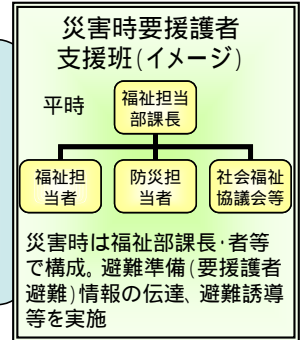 災害時要援護者
支援班(イメージ)
平時
福祉担当
部課長
福祉担
当者
防災担
当者
社会福祉
協議会等
災害時は福祉部課長・者等
で構成。避難準備(要援護者
避難)情報の伝達、避難誘導
等を実施